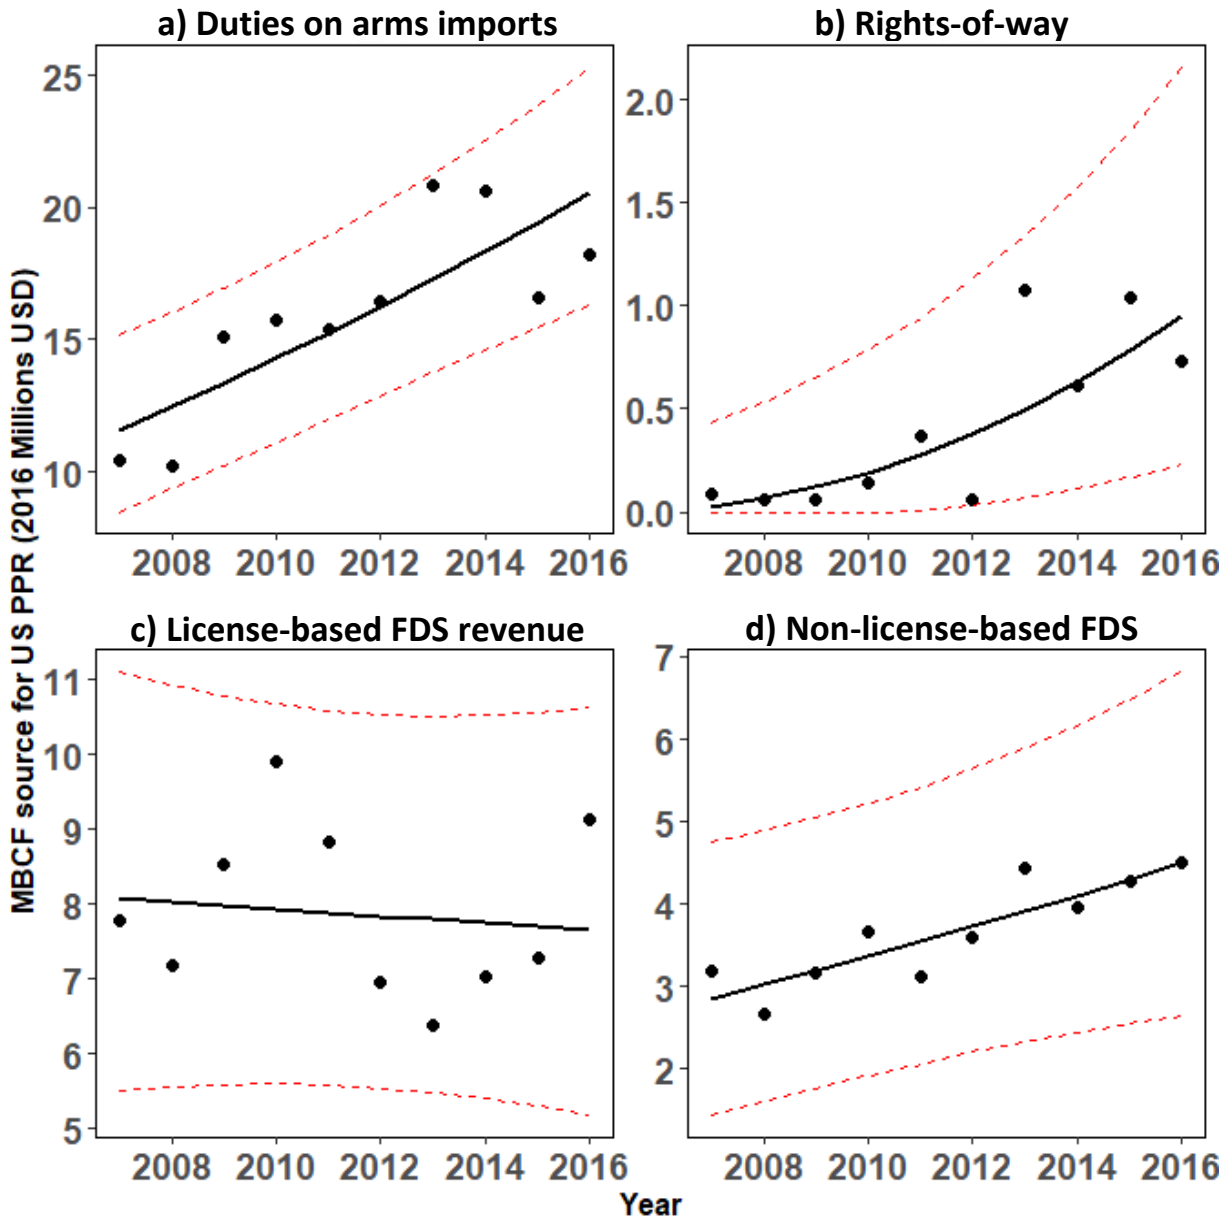 a) Duties on arms imports
b) Rights-of-way
25
20
15
10
2008 2010 2012 2014 2016
2.0
1.5
1.0
0.5
0.0
2008 2010 2012 2014 2016
MBCF source for US PPR (2016 Millions USD)
c) License-based FDS revenue
d) Non-license-based FDS
11
10
9
8
7
6
5
2008 2010 2012 2014 2016
7
6
5
4
3
2
2008 2010 2012 2014 2016
Year